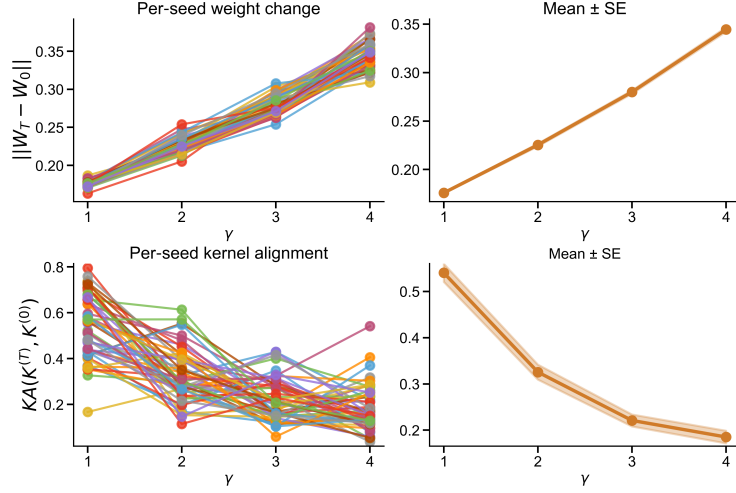 Per-seed weight change
||W_T − W_0||
0.35
0.30
0.25
0.20
1 2 3 4
γ
Mean ± SE
0.35
0.30
0.25
0.20
1 2 3 4
γ
Per-seed kernel alignment
KA(K^(T), K^(0))
0.8
0.6
0.4
0.2
1 2 3 4
γ
Mean ± SE
0.5
0.4
0.3
0.2
1 2 3 4
γ